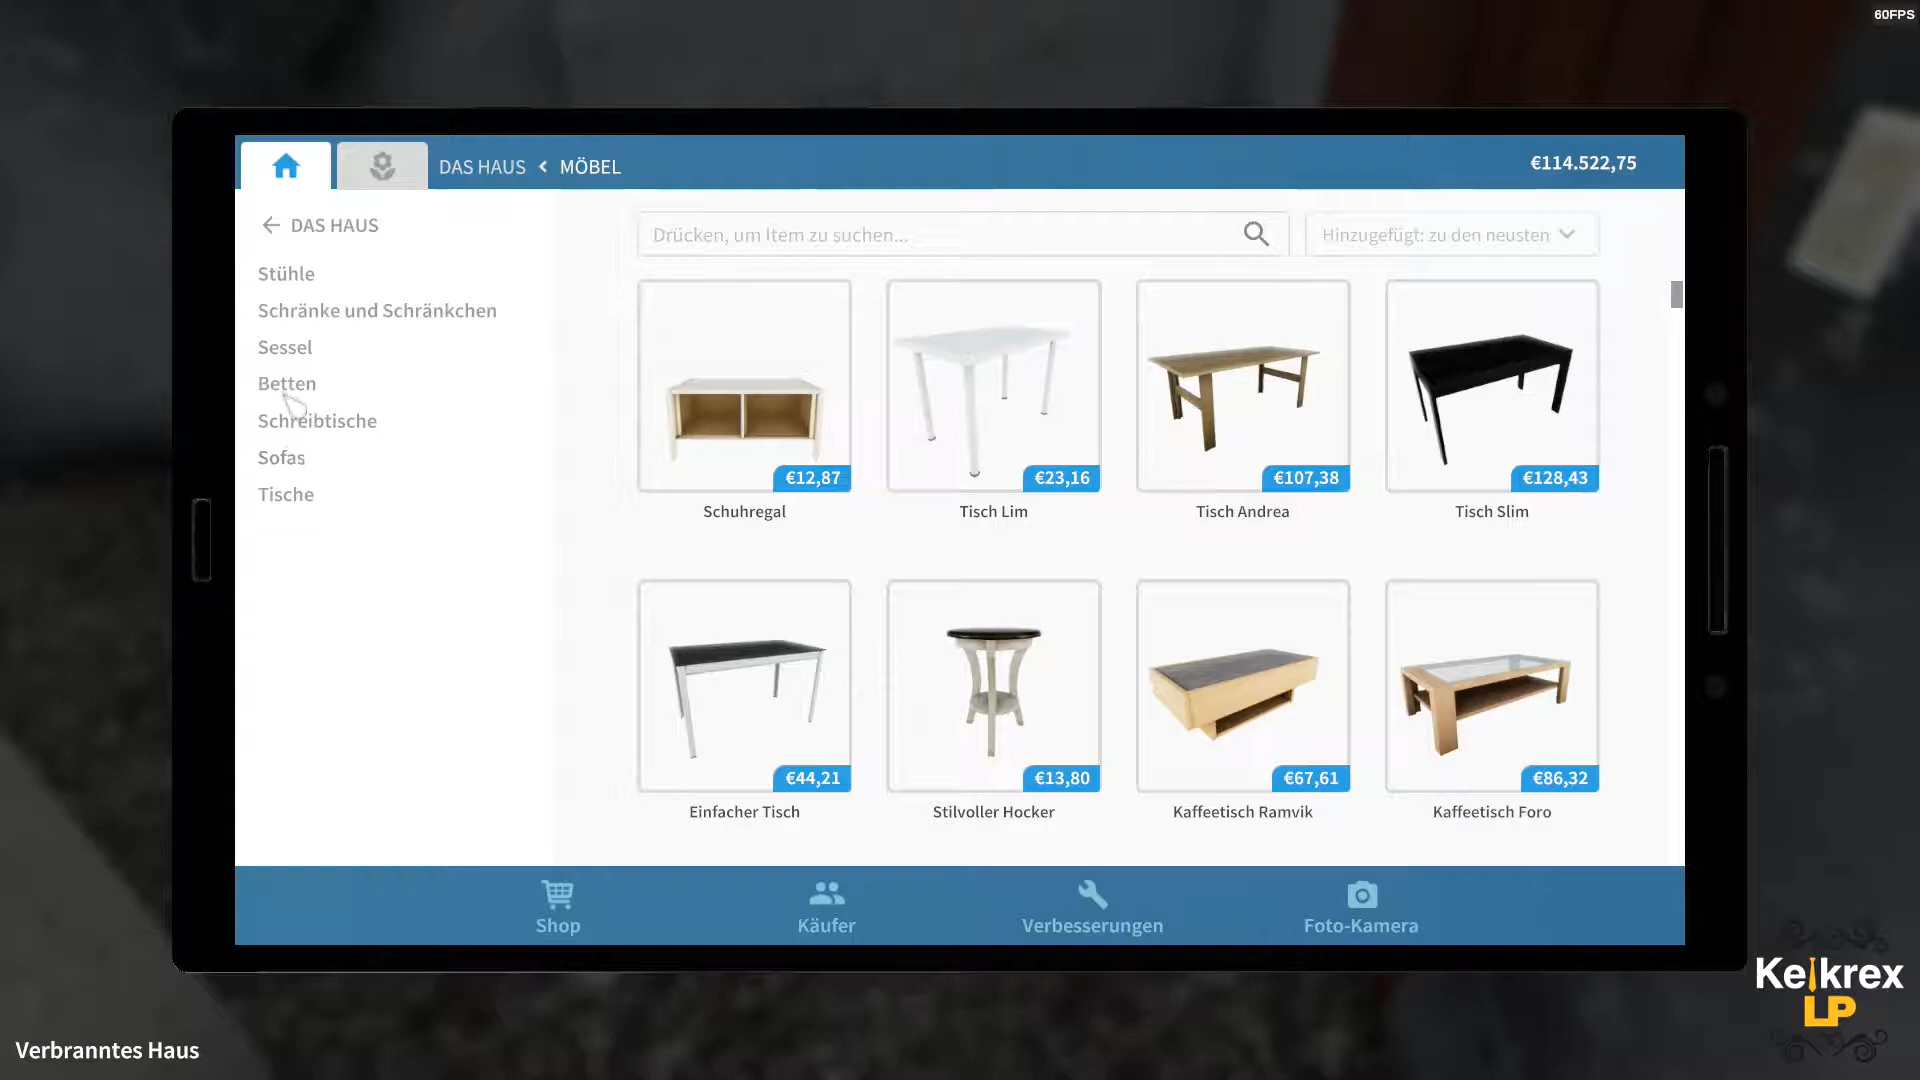 60FPS
DAS HAUS < MÖBEL
€114.522,75
DAS HAUS
Drücken, um Item zu suchen...
Hinzugefügt: zu den neusten
Stühle
Schränke und Schränkchen
Sessel
Betten
Schreibtische
Sofas
Tische
€12,87
€23,16
€107,38
€128,43
Schuhregal
Tisch Lim
Tisch Andrea
Tisch Slim
€44,21
€13,80
€67,61
€86,32
Einfacher Tisch
Stilvoller Hocker
Kaffeetisch Ramvik
Kaffeetisch Foro
Shop
Käufer
Verbesserungen
Foto-Kamera
Keikrex
LP
Verbranntes Haus